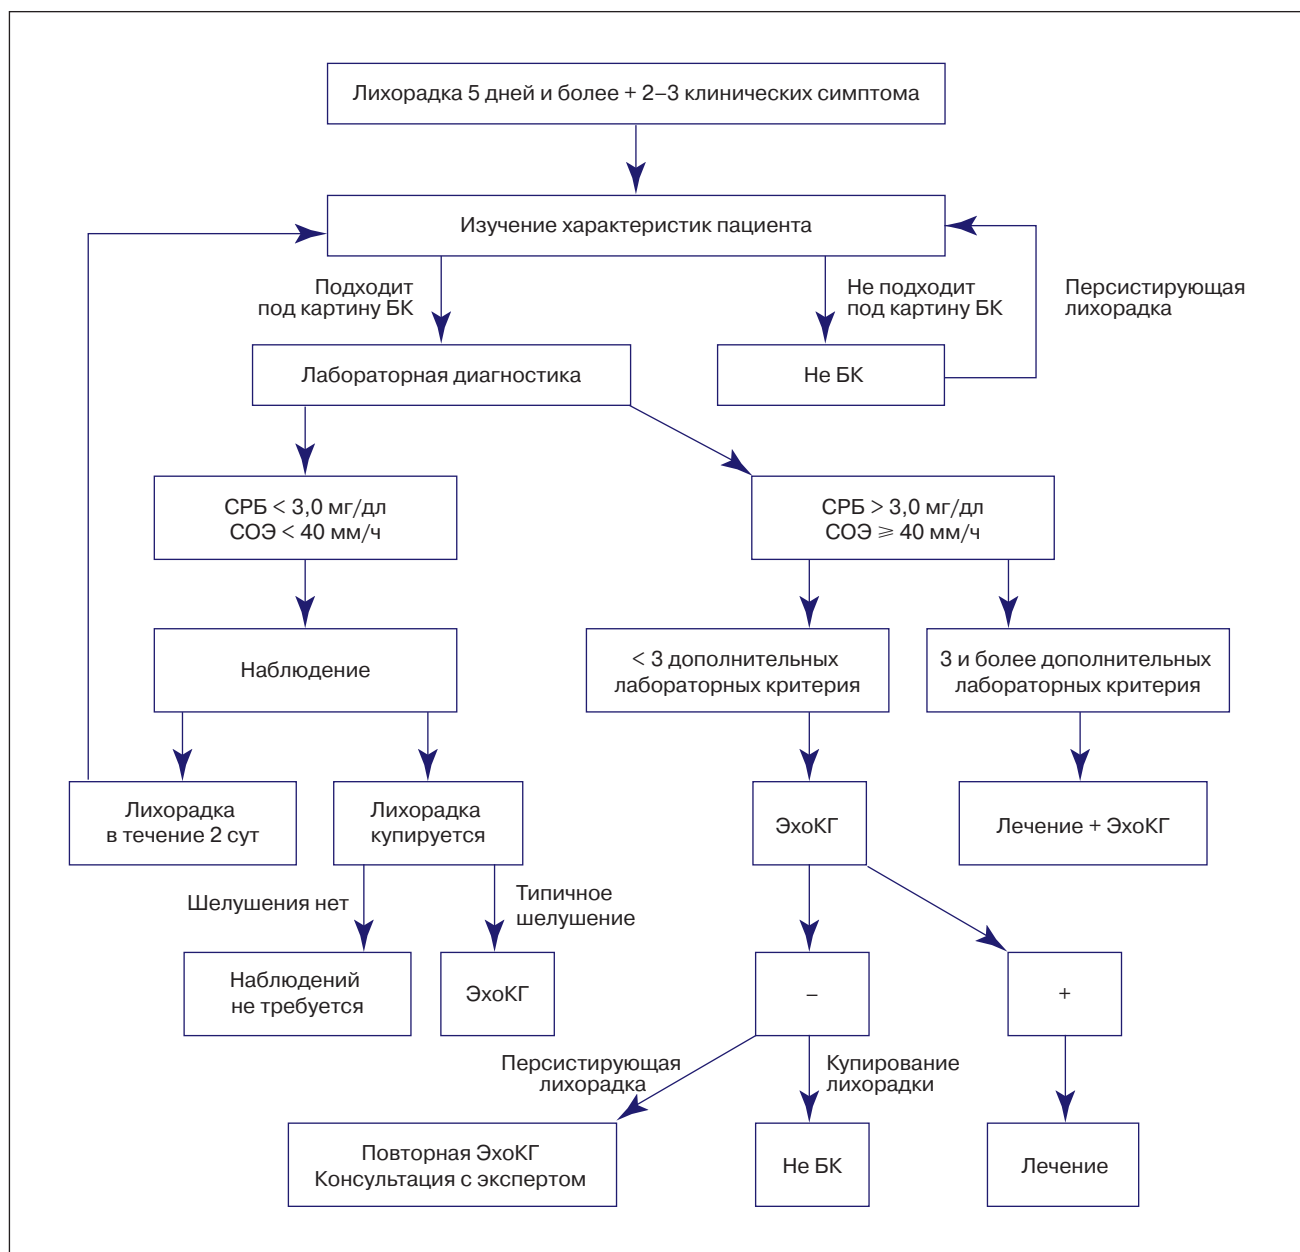 Лихорадка 5 дней и более + 2–3 клинических симптома
Изучение характеристик пациента
Подходит
под картину БК
Не подходит
под картину БК
Персистирующая
лихорадка
Лабораторная диагностика
Не БК
СРБ < 3,0 мг/дл
СОЭ < 40 мм/ч
СРБ > 3,0 мг/дл
СОЭ ⩾ 40 мм/ч
Наблюдение
< 3 дополнительных
лабораторных критерия
3 и более дополнительных
лабораторных критерия
Лихорадка
в течение 2 сут
Лихорадка
купируется
ЭхоКГ
Лечение + ЭхоКГ
Шелушения нет
Типичное
шелушение
Наблюдений
не требуется
ЭхоКГ
–
+
Персистирующая
лихорадка
Купирование
лихорадки
Повторная ЭхоКГ
Консультация с экспертом
Не БК
Лечение